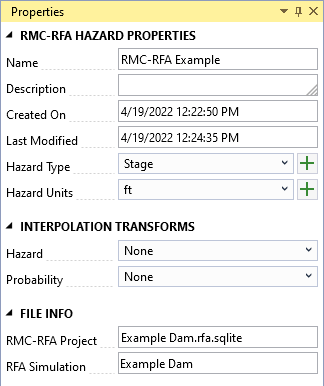 Properties
RMC-RFA HAZARD PROPERTIES
Name RMC-RFA Example
Description
Created On 4/19/2022 12:22:50 PM
Last Modified 4/19/2022 12:24:35 PM
Hazard Type Stage
Hazard Units ft
INTERPOLATION TRANSFORMS
Hazard None
Probability None
FILE INFO
RMC-RFA Project Example Dam.rfa.sqlite
RFA Simulation Example Dam